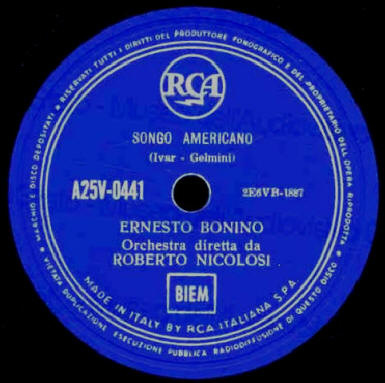 RISERVATI TUTTI I DIRITTI DEL PRODUTTORE FONOGRAFICO E DEL PROPRIETARIO DELL'OPERA RIPRODOTTA
RCA
SONGO AMERICANO
(Ivar - Gelmini)
A25V-0441
2E6VB-1887
ERNESTO BONINO
Orchestra diretta da
ROBERTO NICOLOSI
BIEM
MADE IN ITALY BY RCA ITALIANA S.P.A.
MARCHIO E DISCO DEPOSITATI • VIETATA DUPLICAZIONE ESECUZIONE PUBBLICA RADIODIFFUSIONE DI QUESTO DISCO